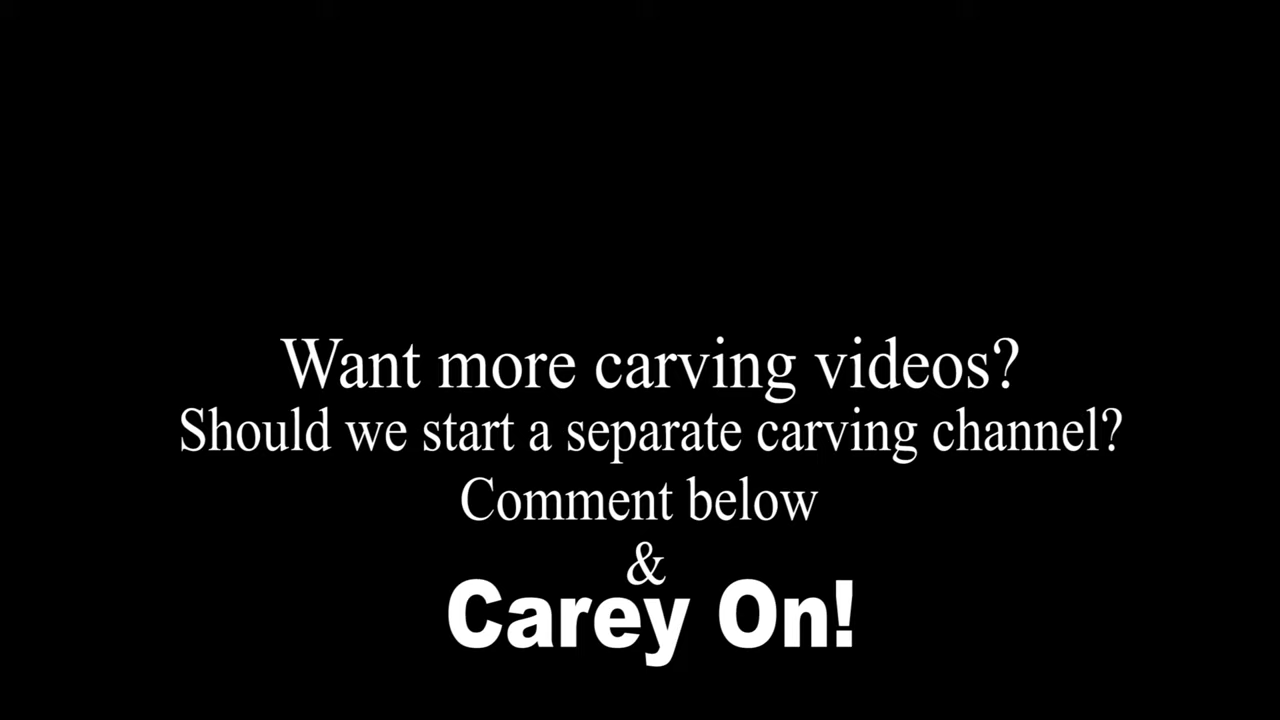 Want more carving videos?
Should we start a separate carving channel?
Comment below
&
Carey On!